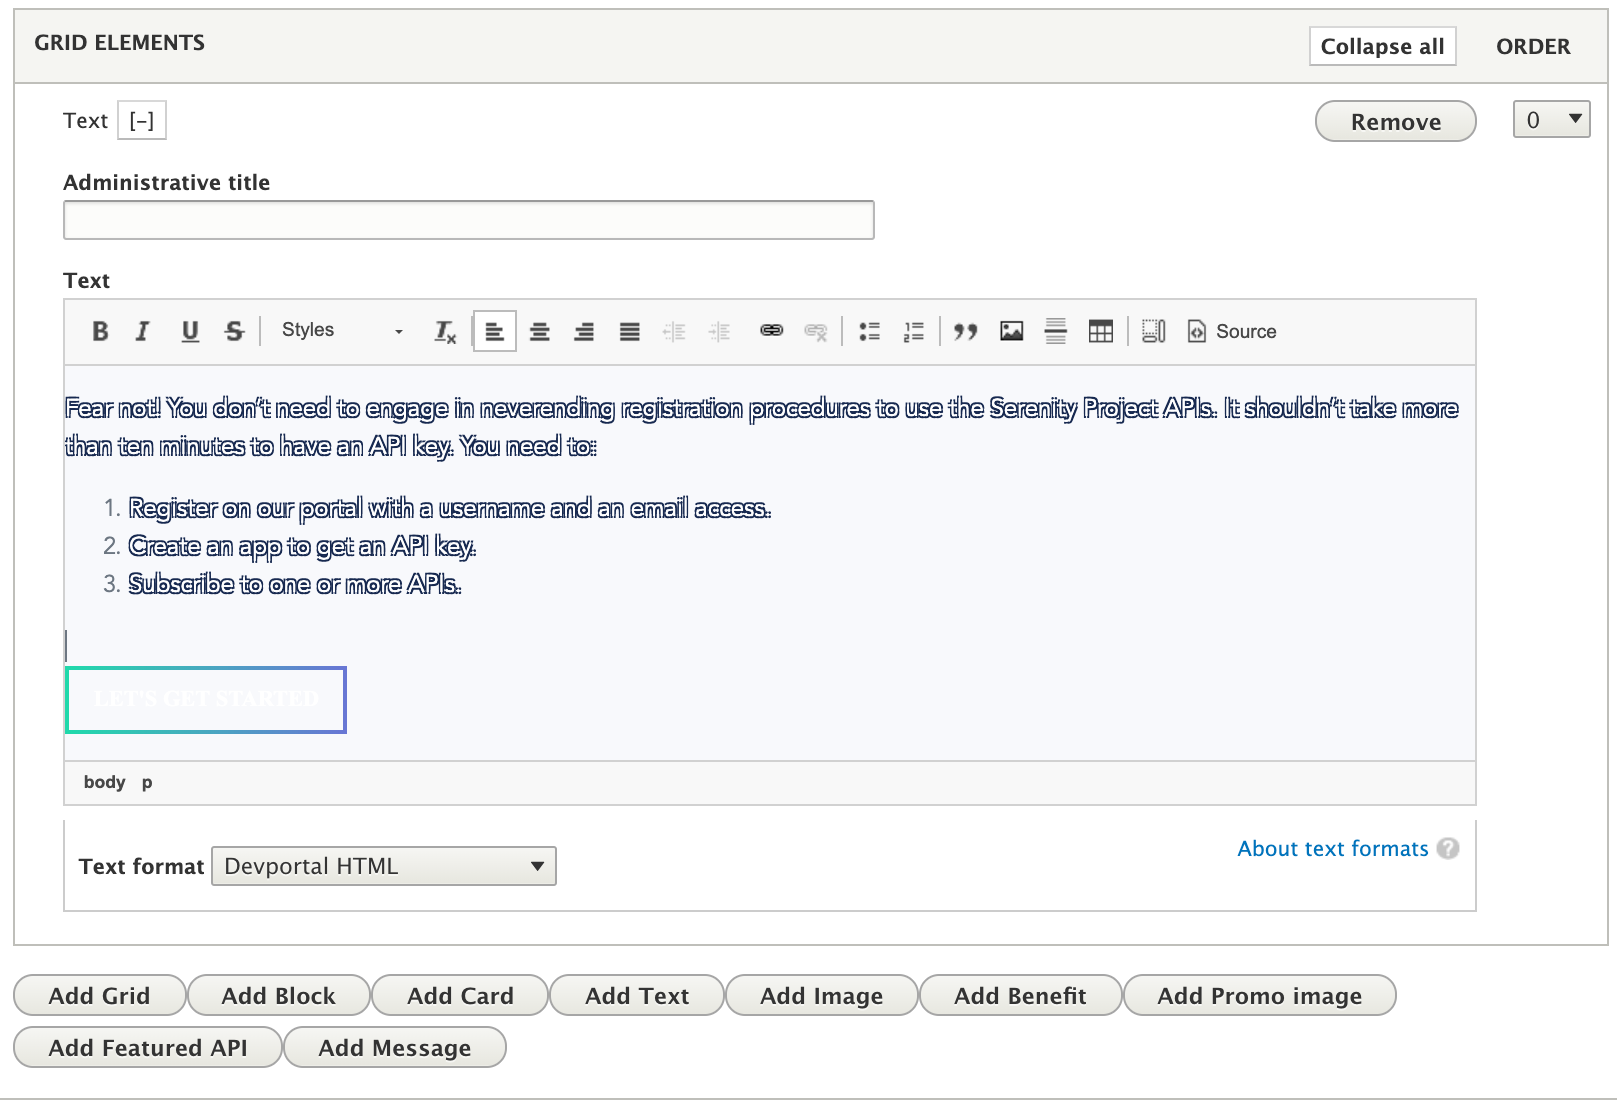 GRID ELEMENTS
Collapse all
ORDER
Text [–]
Remove
0
Administrative title
Text
B I U S Styles Tx Source
Fear not! You don’t need to engage in neverending registration procedures to use the Serenity Project APIs. It shouldn’t take more
than ten minutes to have an API key. You need to:
1. Register on our portal with a username and an email access.
2. Create an app to get an API key.
3. Subscribe to one or more APIs.
LET'S GET STARTED
body p
About text formats ?
Text format Devportal HTML
Add Grid Add Block Add Card Add Text Add Image Add Benefit Add Promo image
Add Featured API Add Message